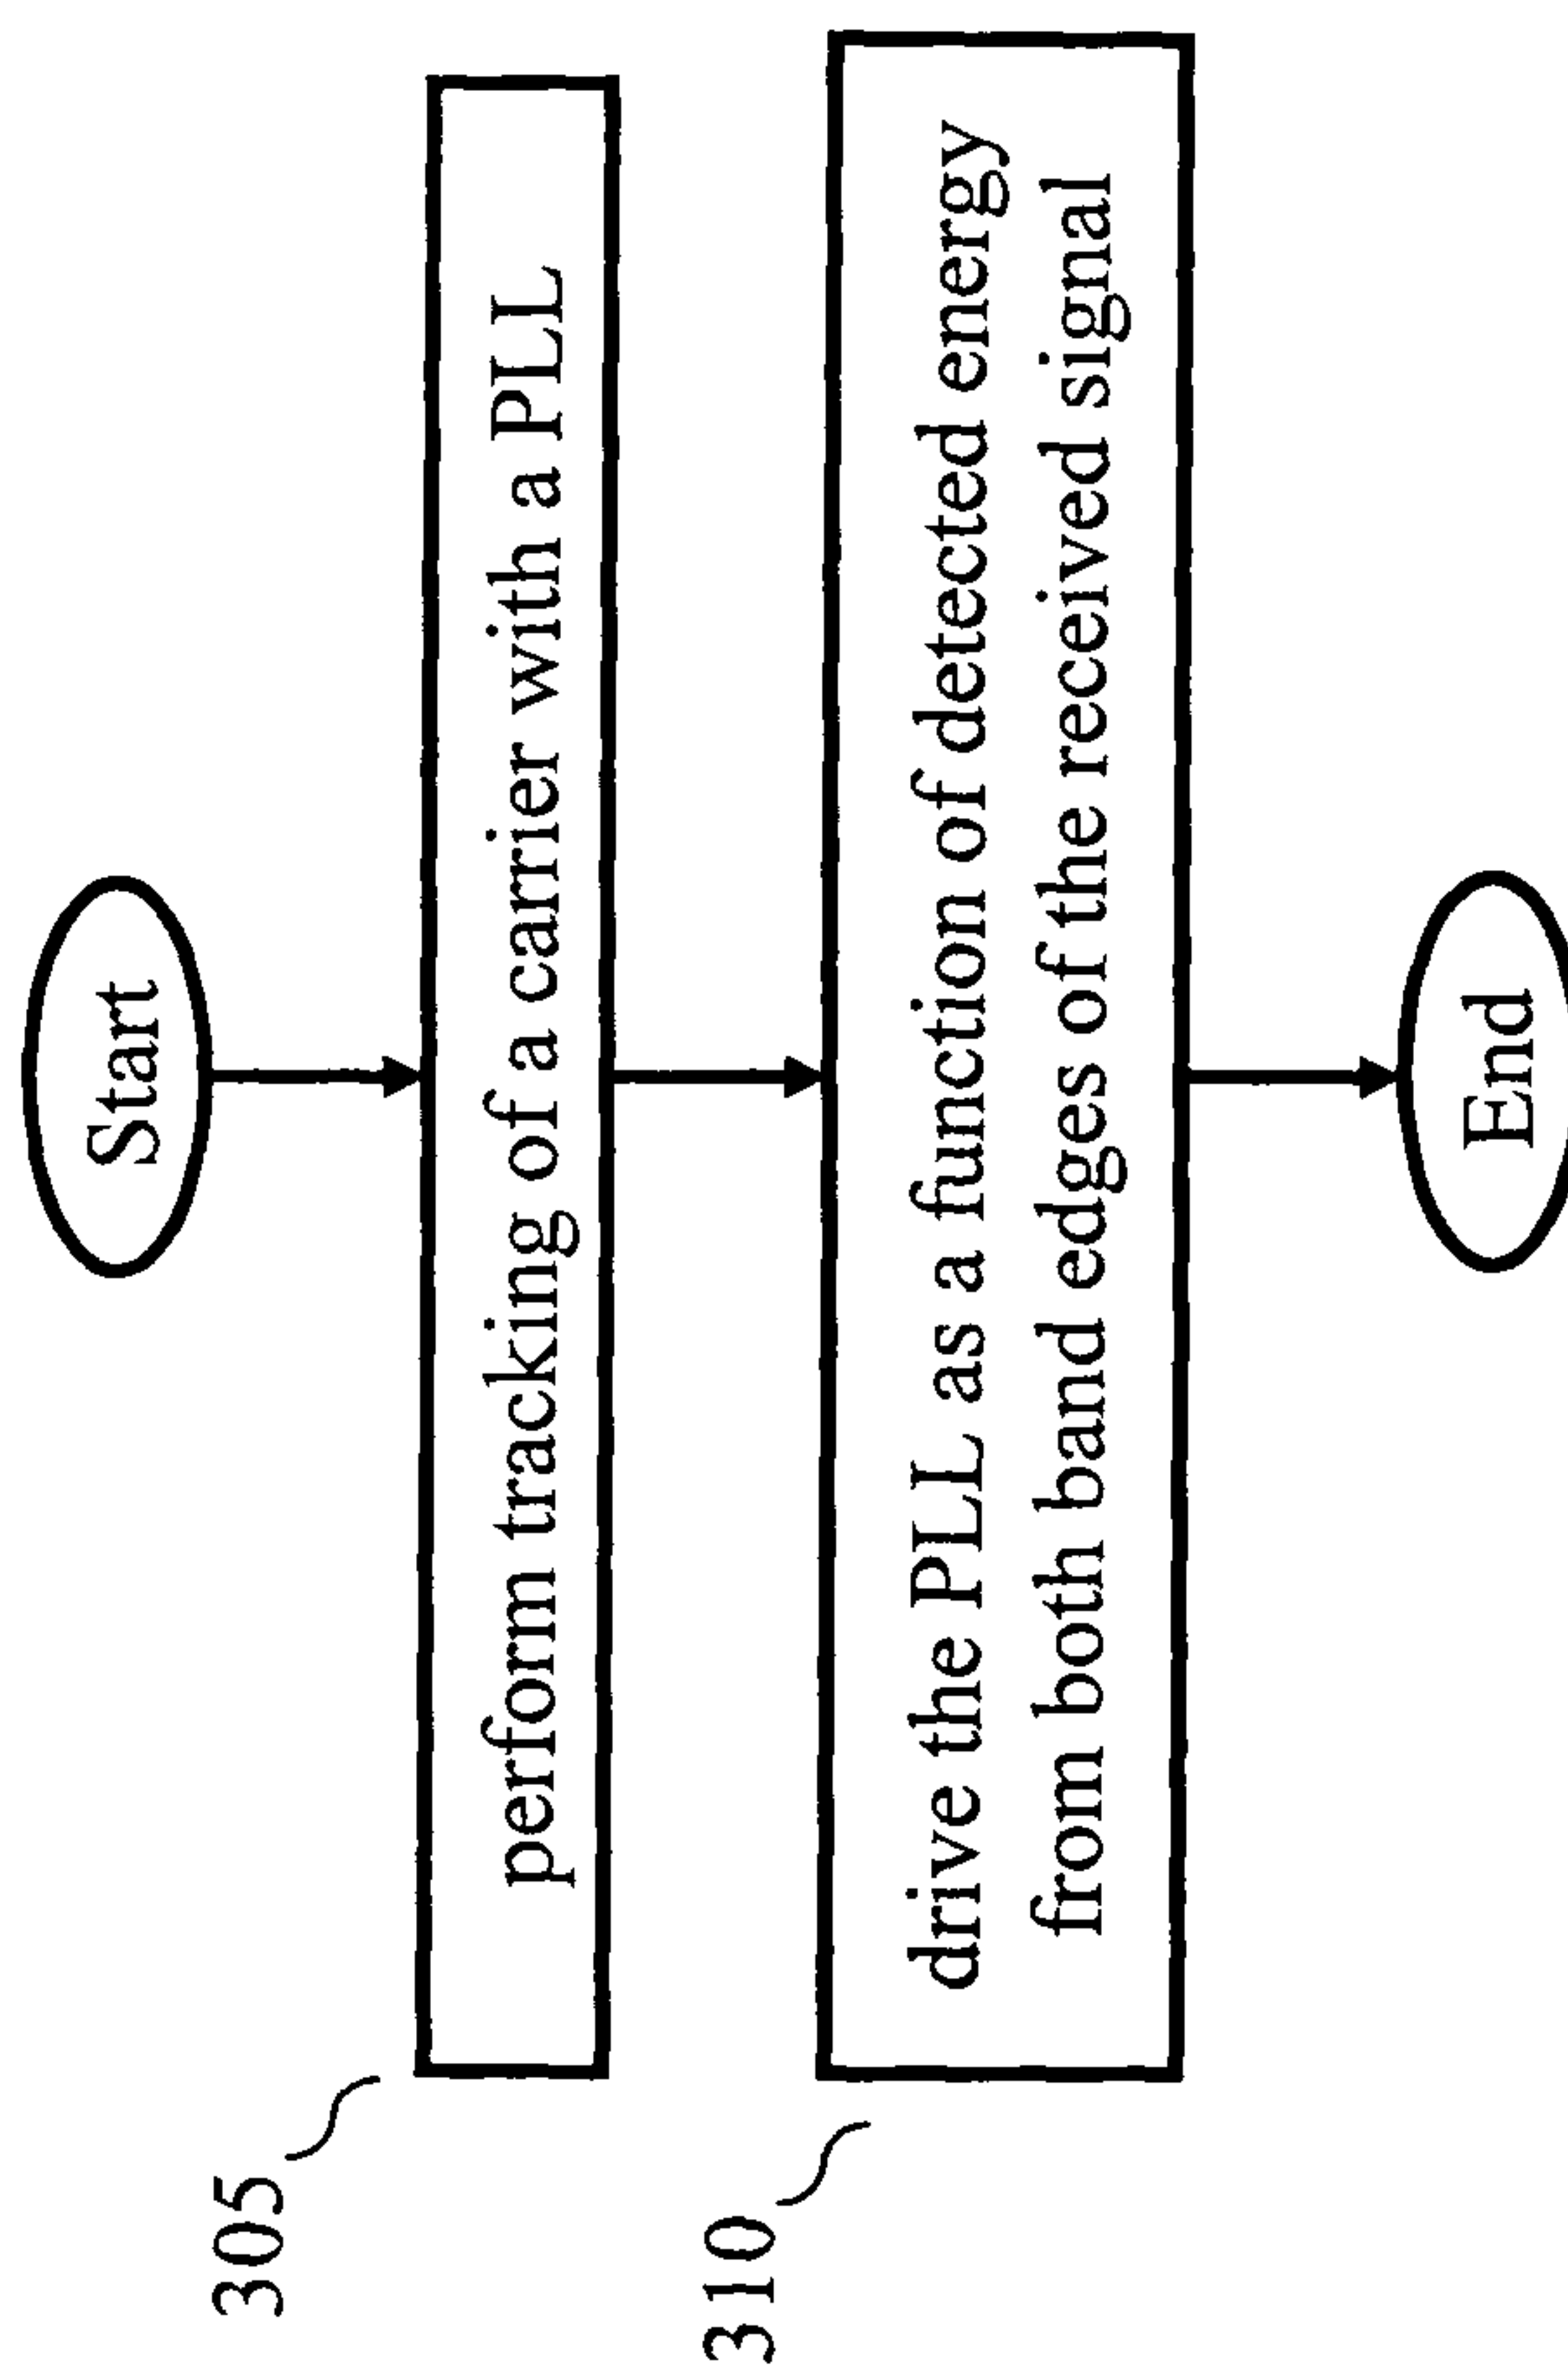 Start
305
perform tracking of a carrier with a PLL
310
drive the PLL as a function of detected energy
from both band edges of the received signal
End